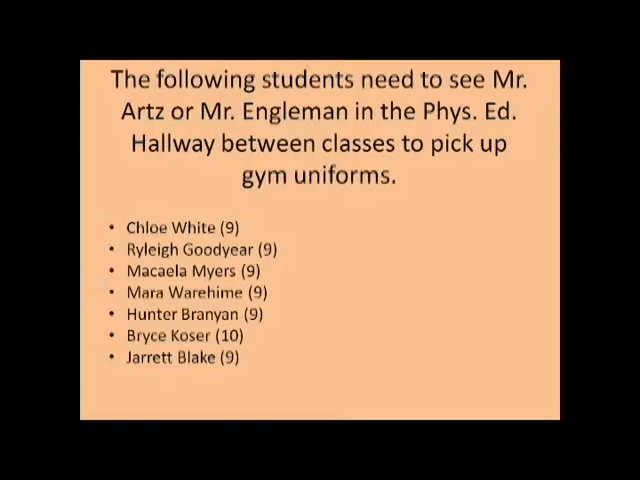 The following students need to see Mr.
Artz or Mr. Engleman in the Phys. Ed.
Hallway between classes to pick up
gym uniforms.
• Chloe White (9)
• Ryleigh Goodyear (9)
• Macaela Myers (9)
• Mara Warehime (9)
• Hunter Branyan (9)
• Bryce Koser (10)
• Jarrett Blake (9)